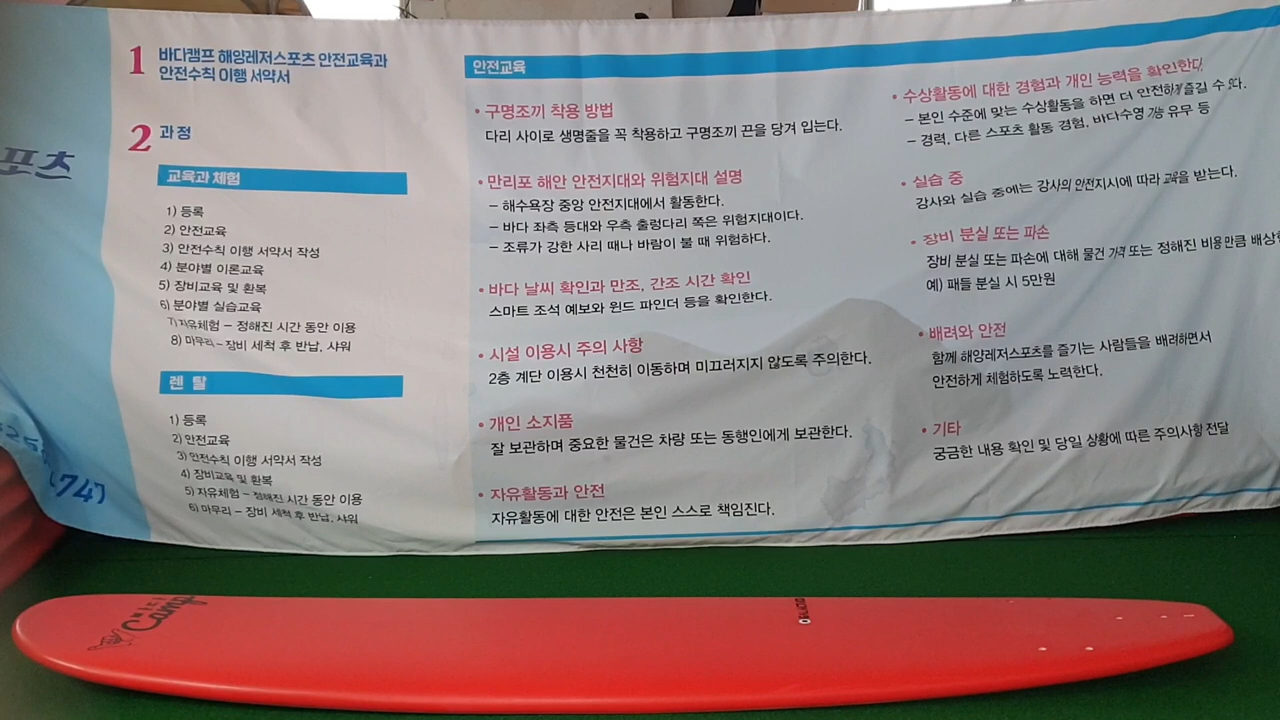 포츠
747
1 바다캠프 해양레저스포츠 안전교육과
안전수칙 이행 서약서
2 과정
교육과 체험
1) 등록
2) 안전교육
3) 안전수칙 이행 서약서 작성
4) 분야별 이론교육
5) 장비교육 및 환복
6) 분야별 실습교육
7) 자유체험 – 정해진 시간 동안 이용
8) 마무리 – 장비 세척 후 반납, 샤워
렌 탈
1) 등록
2) 안전교육
3) 안전수칙 이행 서약서 작성
4) 장비교육 및 환복
5) 자유체험 – 정해진 시간 동안 이용
6) 마무리 – 장비 세척 후 반납, 샤워
안전교육
• 구명조끼 착용 방법
다리 사이로 생명줄을 꼭 착용하고 구명조끼 끈을 당겨 입는다.
• 만리포 해안 안전지대와 위험지대 설명
– 해수욕장 중앙 안전지대에서 활동한다.
– 바다 좌측 등대와 우측 출렁다리 쪽은 위험지대이다.
– 조류가 강한 사리 때나 바람이 불 때 위험하다.
• 바다 날씨 확인과 만조, 간조 시간 확인
스마트 조석 예보와 윈드 파인더 등을 확인한다.
• 시설 이용시 주의 사항
2층 계단 이용시 천천히 이동하며 미끄러지지 않도록 주의한다.
• 개인 소지품
잘 보관하며 중요한 물건은 차량 또는 동행인에게 보관한다.
• 자유활동과 안전
자유활동에 대한 안전은 본인 스스로 책임진다.
• 수상활동에 대한 경험과 개인 능력을 확인한다
– 본인 수준에 맞는 수상활동을 하면 더 안전하게 즐길 수 있다.
– 경력, 다른 스포츠 활동 경험, 바다수영 가능 유무 등
• 실습 중
강사와 실습 중에는 강사의 안전지시에 따라 교육을 받는다.
• 장비 분실 또는 파손
장비 분실 또는 파손에 대해 물건 가격 또는 정해진 비용만큼 배상
예) 패들 분실 시 5만원
• 배려와 안전
함께 해양레저스포츠를 즐기는 사람들을 배려하면서
안전하게 체험하도록 노력한다.
• 기타
궁금한 내용 확인 및 당일 상황에 따른 주의사항 전달
바다
Camp